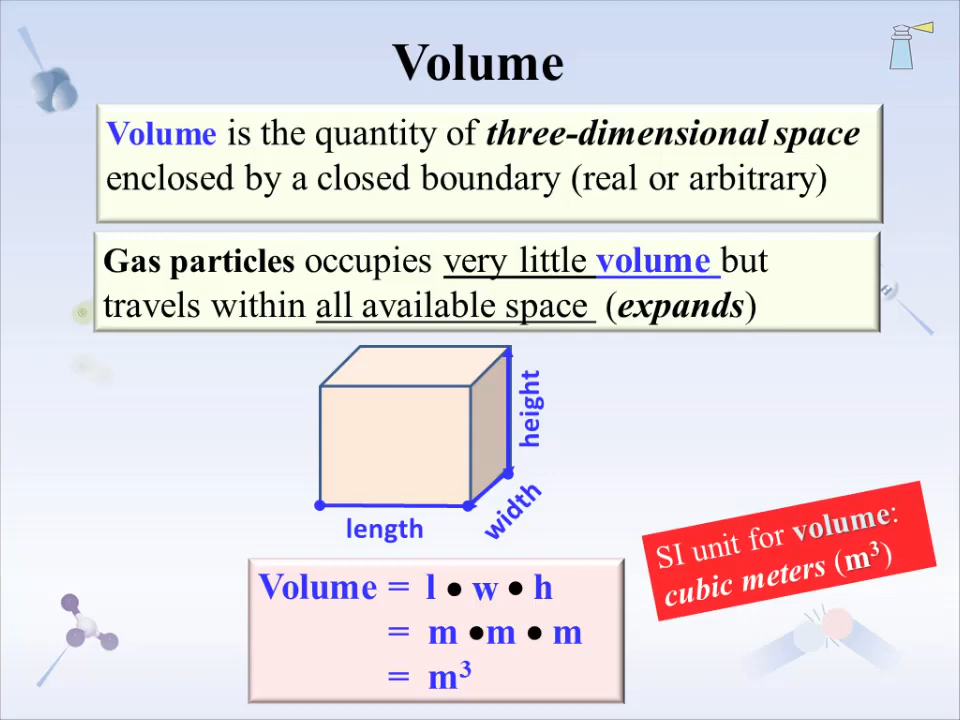 Volume
Volume is the quantity of three-dimensional space
enclosed by a closed boundary (real or arbitrary)
Gas particles occupies very little volume but
travels within all available space (expands)
height
width
length
SI unit for volume:
cubic meters (m³)
Volume = l • w • h
= m •m • m
= m³